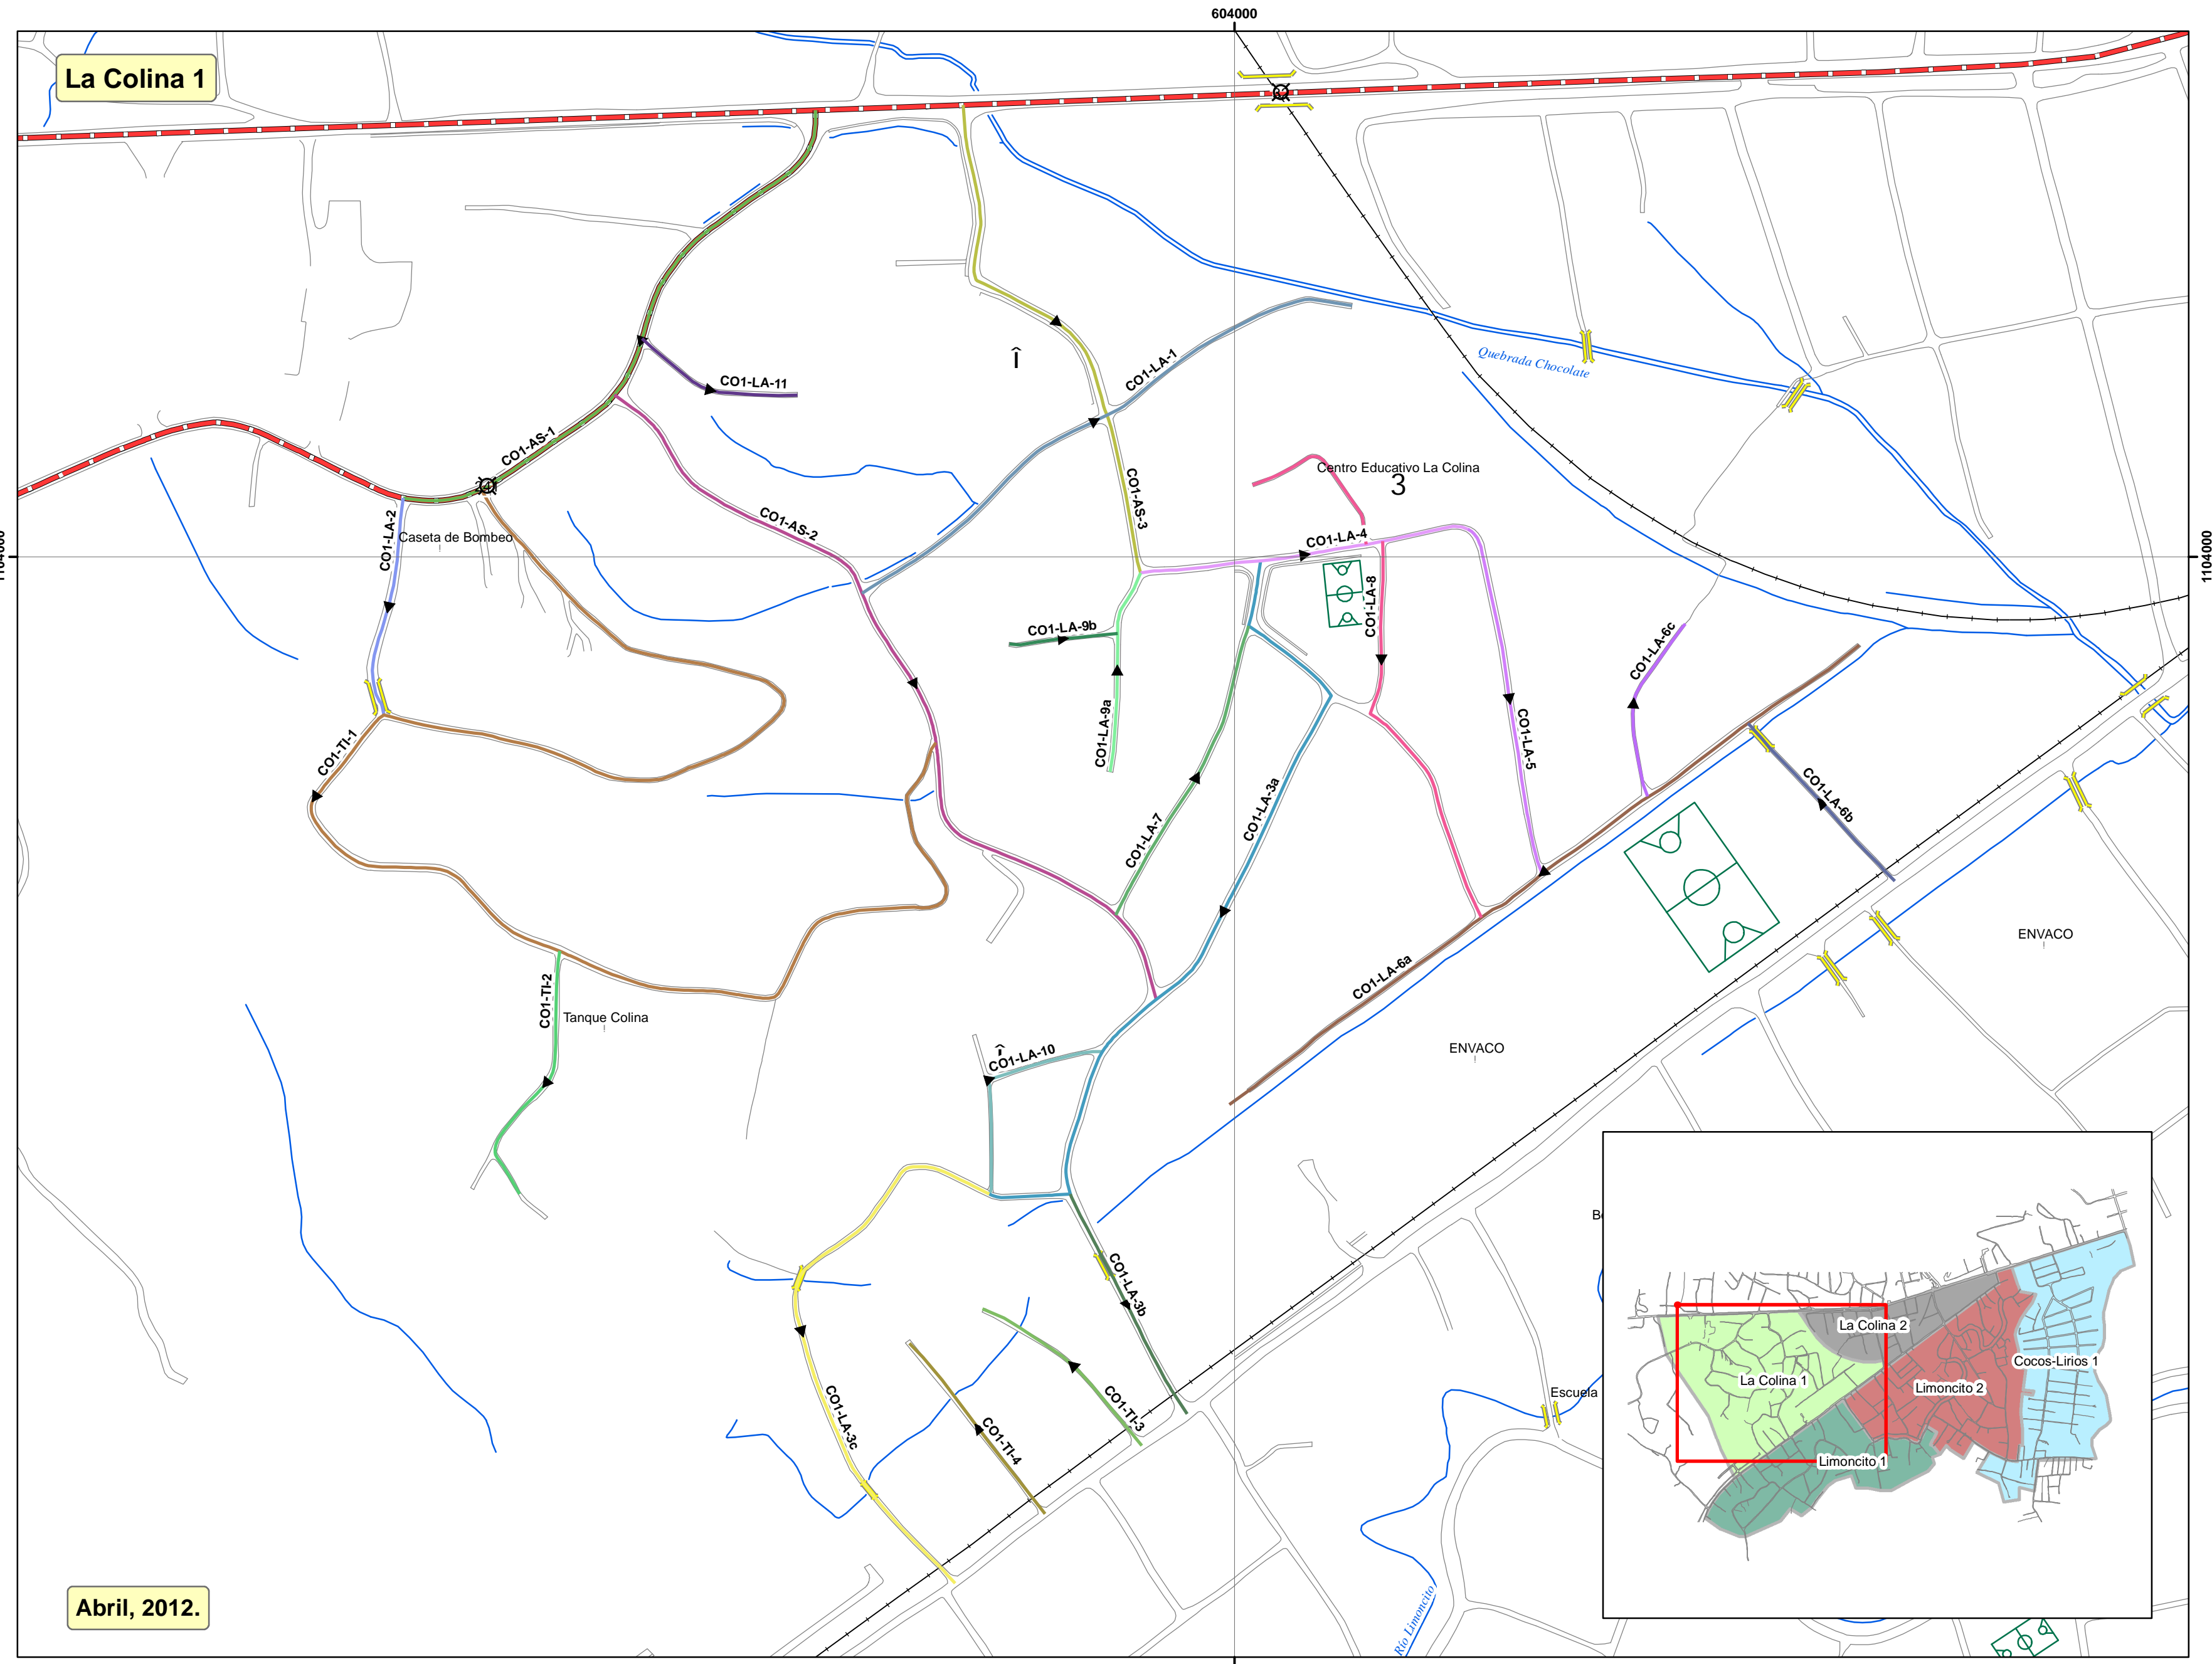 604000
La Colina 1
CO1-LA-11
CO1-LA-1
Quebrada Chocolate
CO1-AS-1
Centro Educativo La Colina
3
CO1-AS-3
CO1-AS-2
CO1-LA-2
Caseta de Bombeo
CO1-LA-4
1104000
CO1-LA-8
CO1-LA-9b
CO1-LA-6c
CO1-LA-9a
CO1-TI-1
CO1-LA-5
CO1-LA-3a
CO1-LA-6b
CO1-LA-7
ENVACO
CO1-LA-6a
CO1-TI-2
Tanque Colina
ENVACO
CO1-LA-10
CO1-LA-3b
La Colina 2
Cocos-Lirios 1
La Colina 1
Limoncito 2
Escuela
CO1-TI-3
CO1-LA-3c
CO1-TI-4
Limoncito 1
Abril, 2012.
Río Limoncito